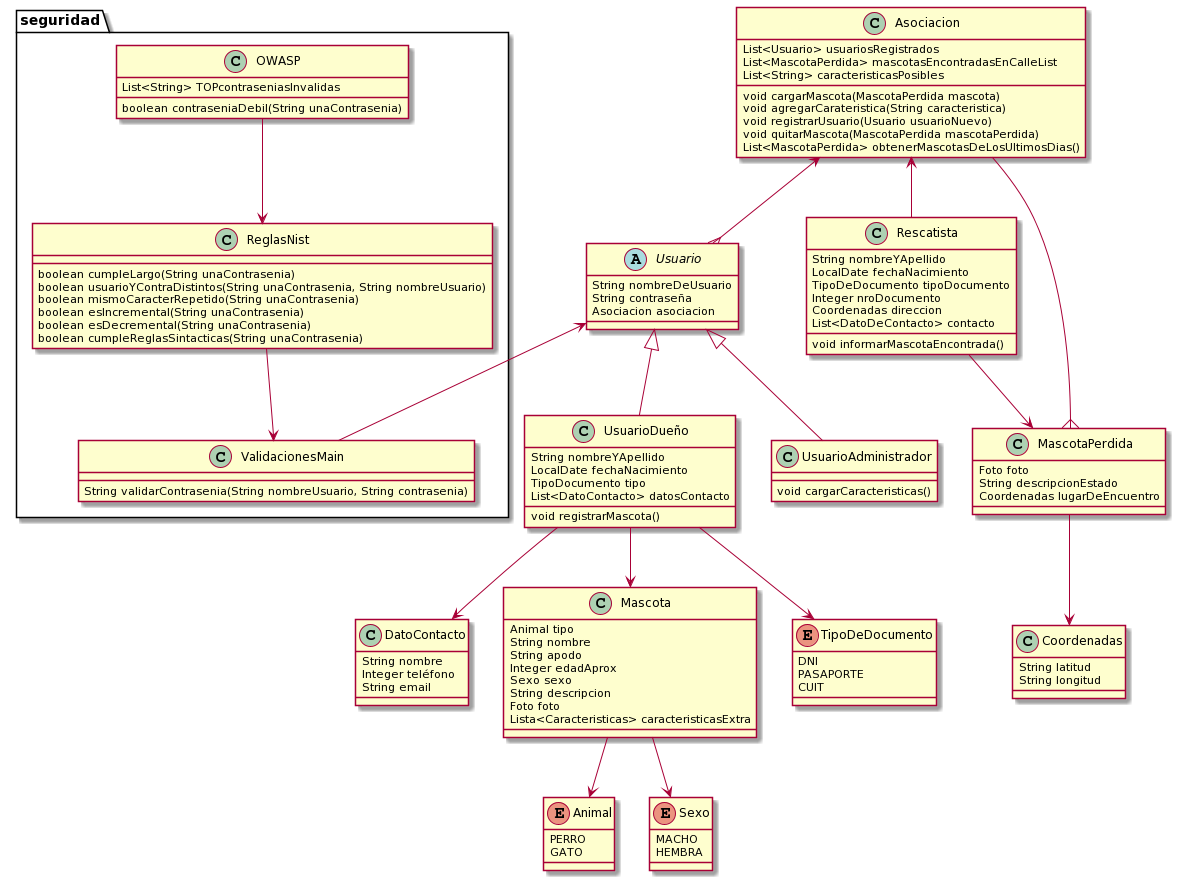 seguridad
C OWASP
List<String> TOPcontraseniasInvalidas
boolean contraseniaDebil(String unaContrasenia)
C ReglasNist
boolean cumpleLargo(String unaContrasenia)
boolean usuarioYContraDistintos(String unaContrasenia, String nombreUsuario)
boolean mismoCaracterRepetido(String unaContrasenia)
boolean esIncremental(String unaContrasenia)
boolean esDecremental(String unaContrasenia)
boolean cumpleReglasSintacticas(String unaContrasenia)
C ValidacionesMain
String validarContrasenia(String nombreUsuario, String contrasenia)
C Asociacion
List<Usuario> usuariosRegistrados
List<MascotaPerdida> mascotasEncontradasEnCalleList
List<String> caracteristicasPosibles
void cargarMascota(MascotaPerdida mascota)
void agregarCarateristica(String caracteristica)
void registrarUsuario(Usuario usuarioNuevo)
void quitarMascota(MascotaPerdida mascotaPerdida)
List<MascotaPerdida> obtenerMascotasDeLosUltimosDias()
A Usuario
String nombreDeUsuario
String contraseña
Asociacion asociacion
C Rescatista
String nombreYApellido
LocalDate fechaNacimiento
TipoDeDocumento tipoDocumento
Integer nroDocumento
Coordenadas direccion
List<DatoDeContacto> contacto
void informarMascotaEncontrada()
C UsuarioDueño
String nombreYApellido
LocalDate fechaNacimiento
TipoDocumento tipo
List<DatoContacto> datosContacto
void registrarMascota()
C UsuarioAdministrador
void cargarCaracteristicas()
C MascotaPerdida
Foto foto
String descripcionEstado
Coordenadas lugarDeEncuentro
C DatoContacto
String nombre
Integer teléfono
String email
C Mascota
Animal tipo
String nombre
String apodo
Integer edadAprox
Sexo sexo
String descripcion
Foto foto
Lista<Caracteristicas> caracteristicasExtra
E TipoDeDocumento
DNI
PASAPORTE
CUIT
C Coordenadas
String latitud
String longitud
E Animal
PERRO
GATO
E Sexo
MACHO
HEMBRA